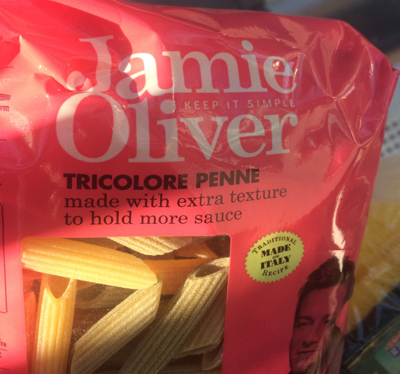 Jamie
KEEP IT SIMPLE
Oliver
TRICOLORE PENNE
made with extra texture
to hold more sauce
TRADITIONAL
MADE
IN
ITALY
RECIPE